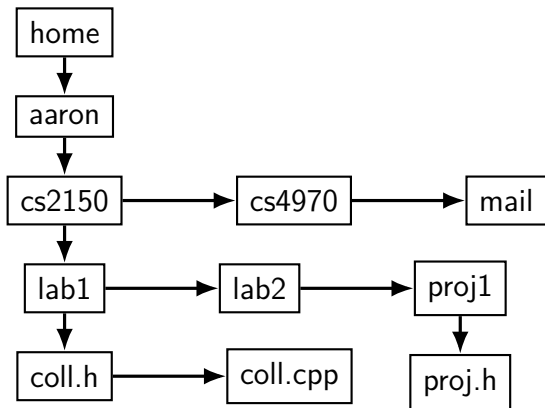 home
aaron
cs2150 cs4970 mail
lab1 lab2 proj1
coll.h coll.cpp proj.h